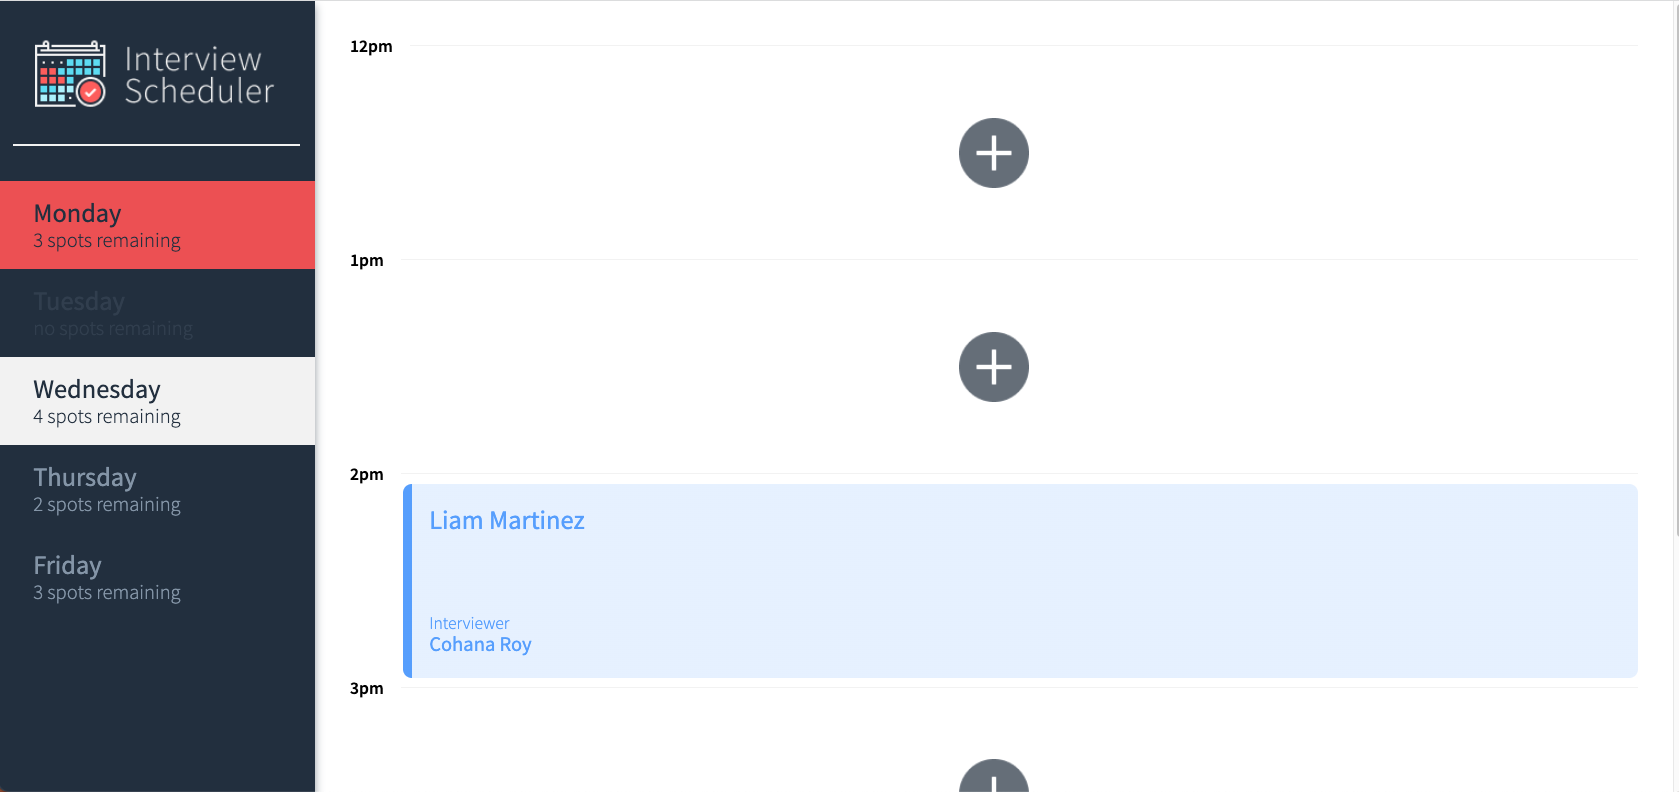 Interview
Scheduler
Monday
3 spots remaining
Tuesday
no spots remaining
Wednesday
4 spots remaining
Thursday
2 spots remaining
Friday
3 spots remaining
12pm
1pm
2pm
Liam Martinez
Interviewer
Cohana Roy
3pm